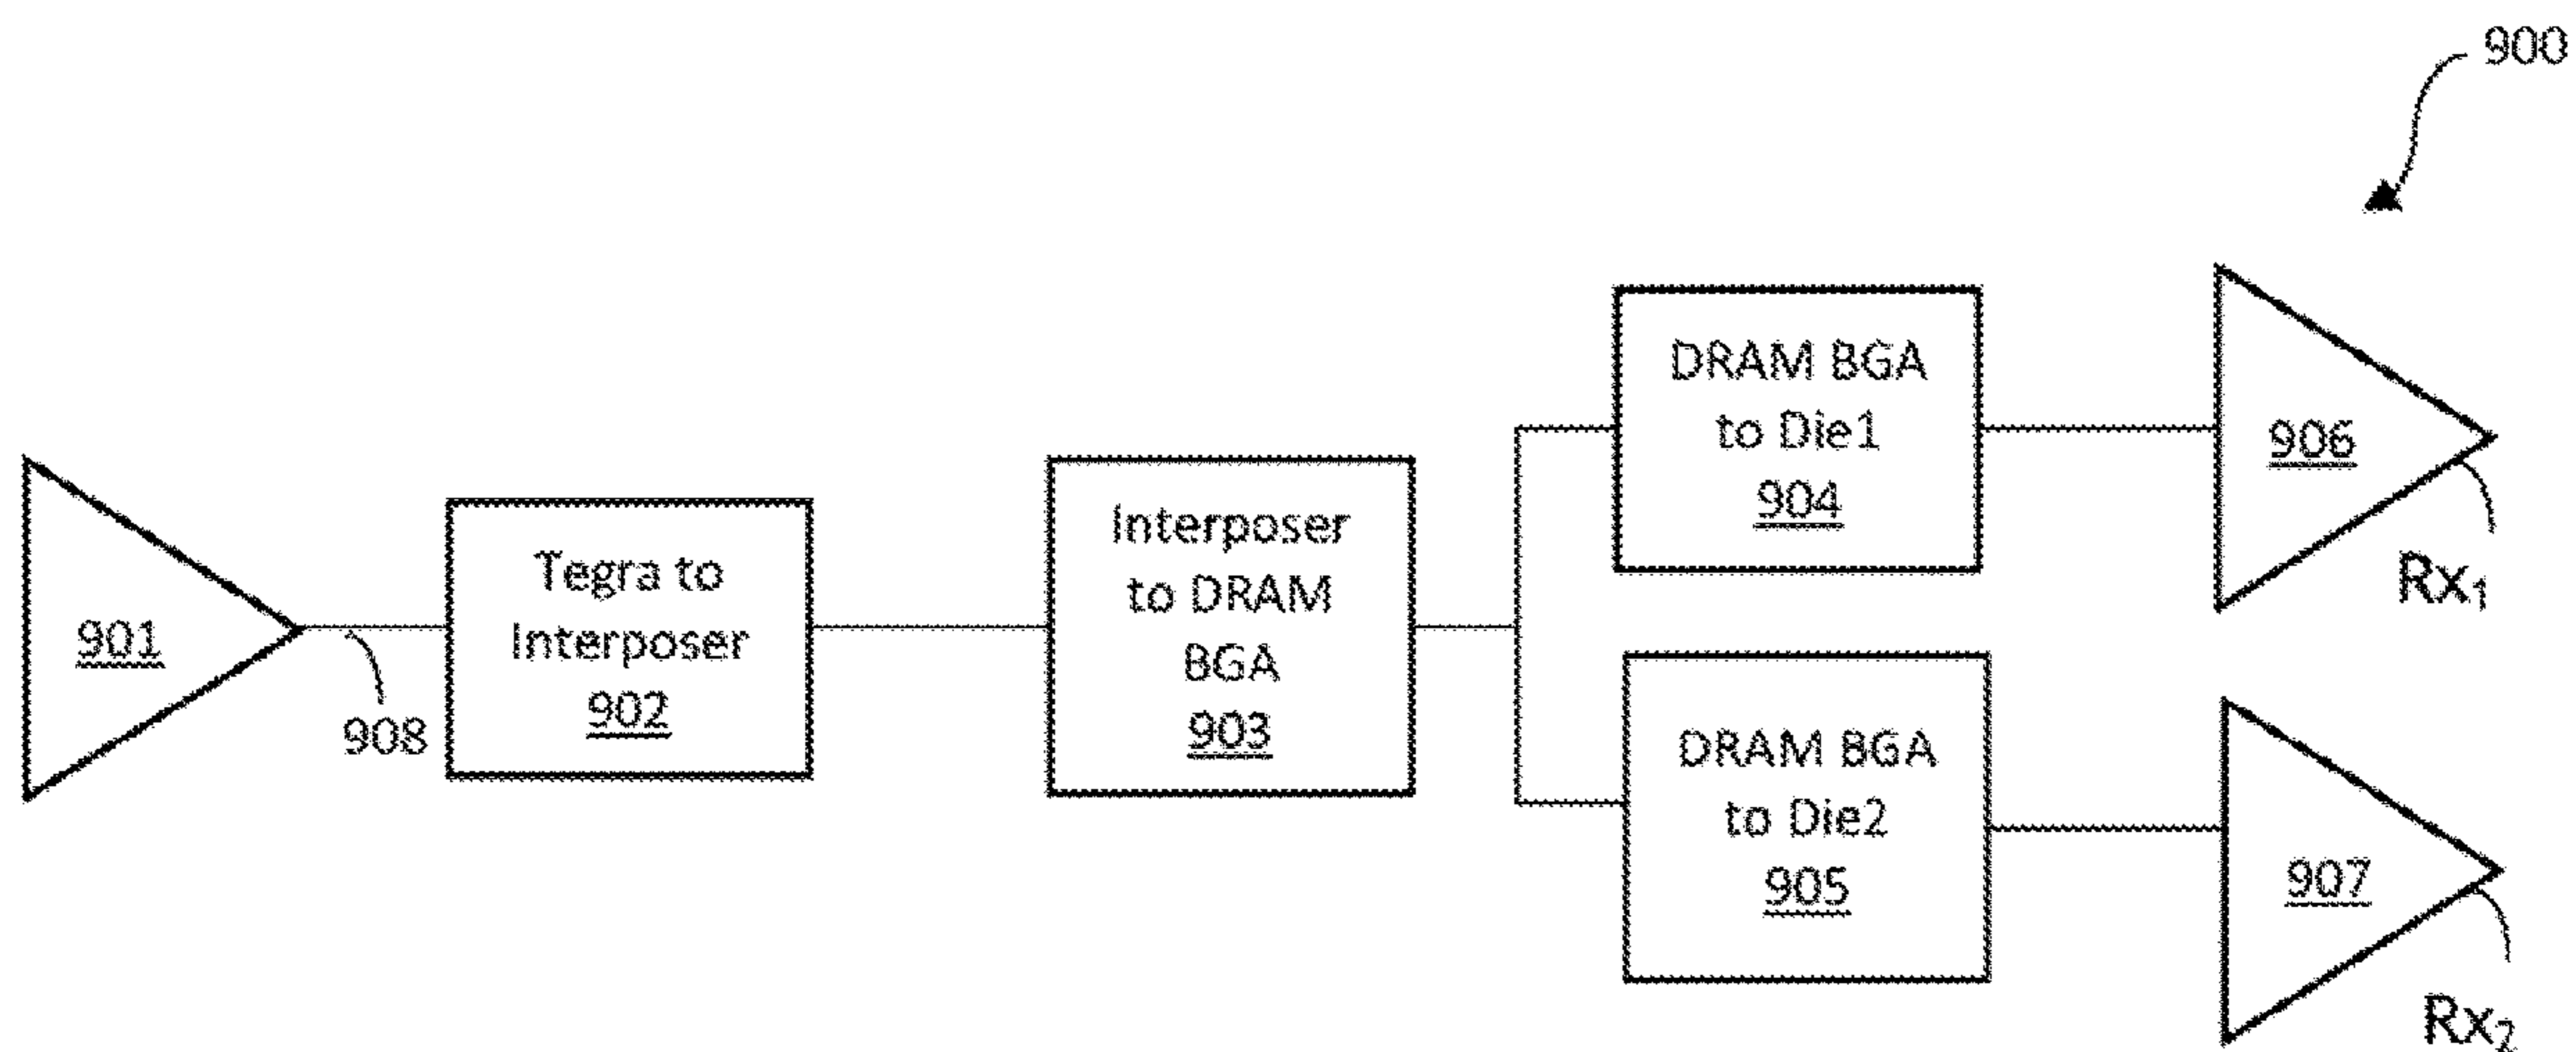 900
901
908
Tegra to
Interposer
902
Interposer
to DRAM
BGA
903
DRAM BGA
to Die1
904
906
Rx₁
DRAM BGA
to Die2
905
907
Rx₂